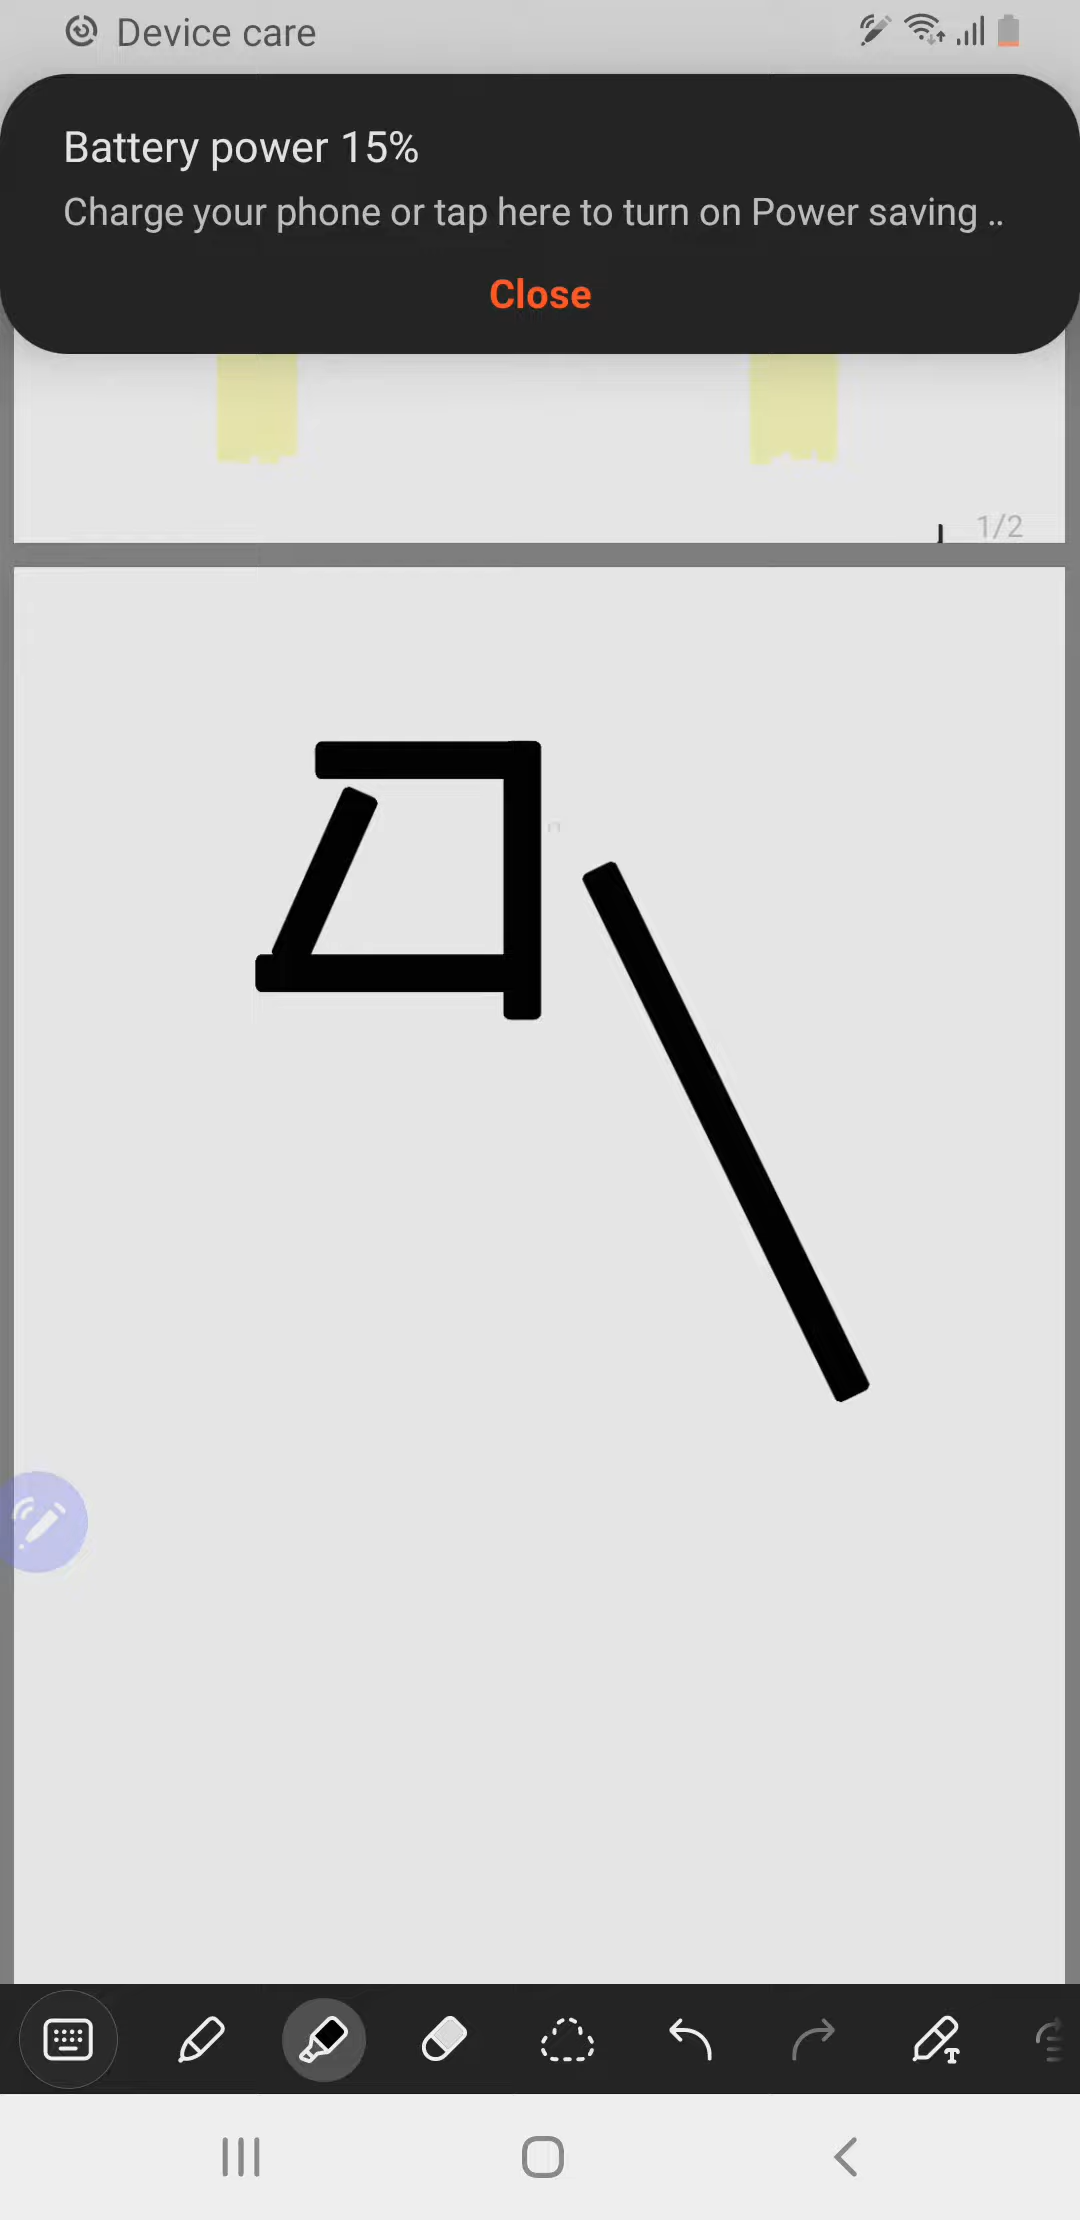 Device care
Battery power 15%
Charge your phone or tap here to turn on Power saving ..
Close
1/2